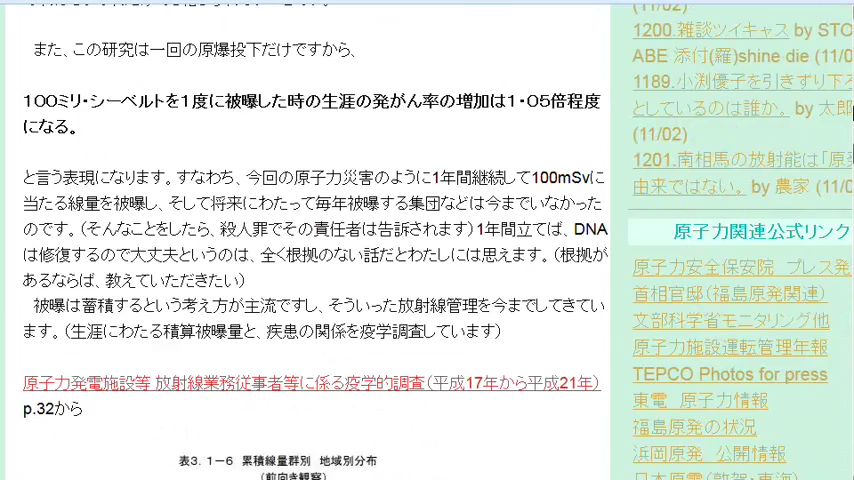 また、この研究は一回の原爆投下だけですから、
１００ミリ・シーベルトを１度に被曝した時の生涯の発がん率の増加は１・０５倍程度
になる。
と言う表現になります。すなわち、今回の原子力災害のように1年間継続して100mSvに
当たる線量を被曝し、そして将来にわたって毎年被曝する集団などは今までいなかった
のです。（そんなことをしたら、殺人罪でその責任者は告訴されます）1年間立てば、DNA
は修復するので大丈夫というのは、全く根拠のない話だとわたしには思えます。（根拠が
あるならば、教えていただきたい）
被曝は蓄積するという考え方が主流ですし、そういった放射線管理を今までしてきてい
ます。（生涯にわたる積算被曝量と、疾患の関係を疫学調査しています）
原子力発電施設等 放射線業務従事者等に係る疫学的調査（平成17年から平成21年）
p.32から
表3．1－6　累積線量群別　地域別分布
（前向き観察）
(11/02)
1200.雑談ツイキャス by STO
ABE 添付(羅)shine die (11/0
1189.小渕優子を引きずり下ろ
としているのは誰か。 by 太郎
(11/02)
1201.南相馬の放射能は「原発
由来ではない。 by 農家 (11/0
原子力関連公式リンク
原子力安全保安院　プレス発
首相官邸（福島原発関連）
文部科学省モニタリング他
原子力施設運転管理年報
TEPCO Photos for press
東電　原子力情報
福島原発の状況
浜岡原発　公開情報
日本原電（敦賀・東海）